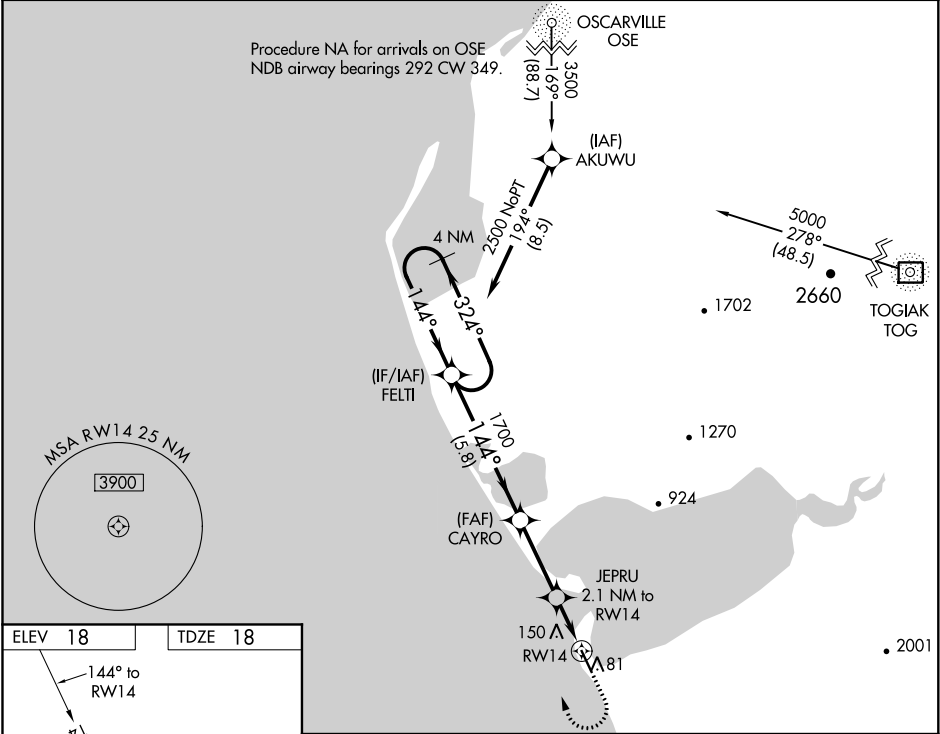 OSCARVILLE
OSE
Procedure NA for arrivals on OSE
NDB airway bearings 292 CW 349.
3500
169°
(88.7)
(IAF)
AKUWU
2500 NoPT
194°
(8.5)
5000
278°
(48.5)
2660
TOGIAK
TOG
4 NM
144°
324°
1702
(IF/IAF)
FELTI
1700
144°
(5.8)
1270
MSA RW14 25 NM
3900
924
(FAF)
CAYRO
JEPRU
2.1 NM to
RW14
150
RW14
81
2001
ELEV 18
TDZE 18
144° to
RW14